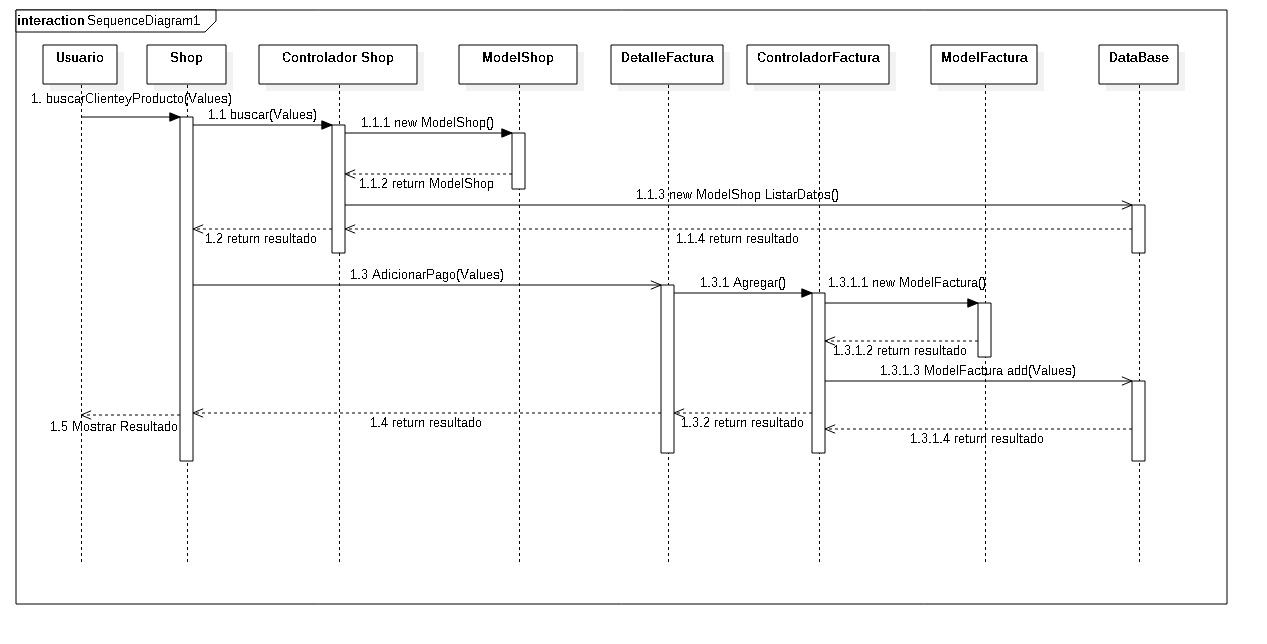 interaction SequenceDiagram1
Usuario
Shop
Controlador Shop
ModelShop
DetalleFactura
ControladorFactura
ModelFactura
DataBase
1. buscarClienteyProducto(Values)
1.1 buscar(Values)
1.1.1 new ModelShop()
1.1.2 return ModelShop
1.1.3 new ModelShop ListarDatos()
1.2 return resultado
1.1.4 return resultado
1.3 AdicionarPago(Values)
1.3.1 Agregar()
1.3.1.1 new ModelFactura()
1.3.1.2 return resultado
1.3.1.3 ModelFactura add(Values)
1.5 Mostrar Resultado
1.4 return resultado
1.3.2 return resultado
1.3.1.4 return resultado